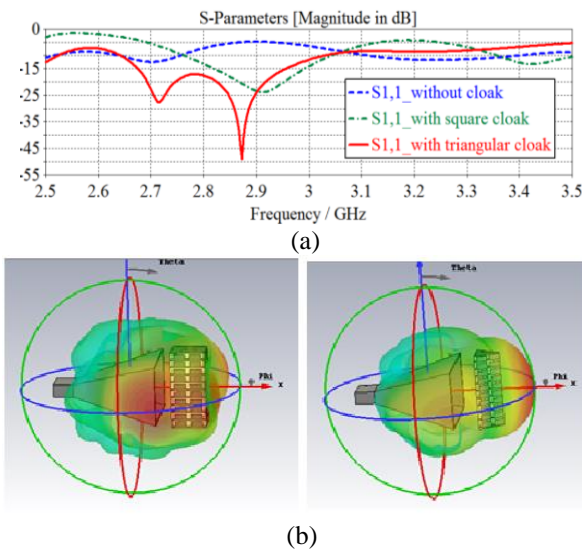 S-Parameters [Magnitude in dB]
0
-15
-25
-35
-45
-55
S1,1_without cloak
S1,1_with square cloak
S1,1_with triangular cloak
2.5 2.6 2.7 2.8 2.9 3 3.1 3.2 3.3 3.4 3.5
Frequency / GHz
(a)
Theta Theta
Phi x Phi x
(b)